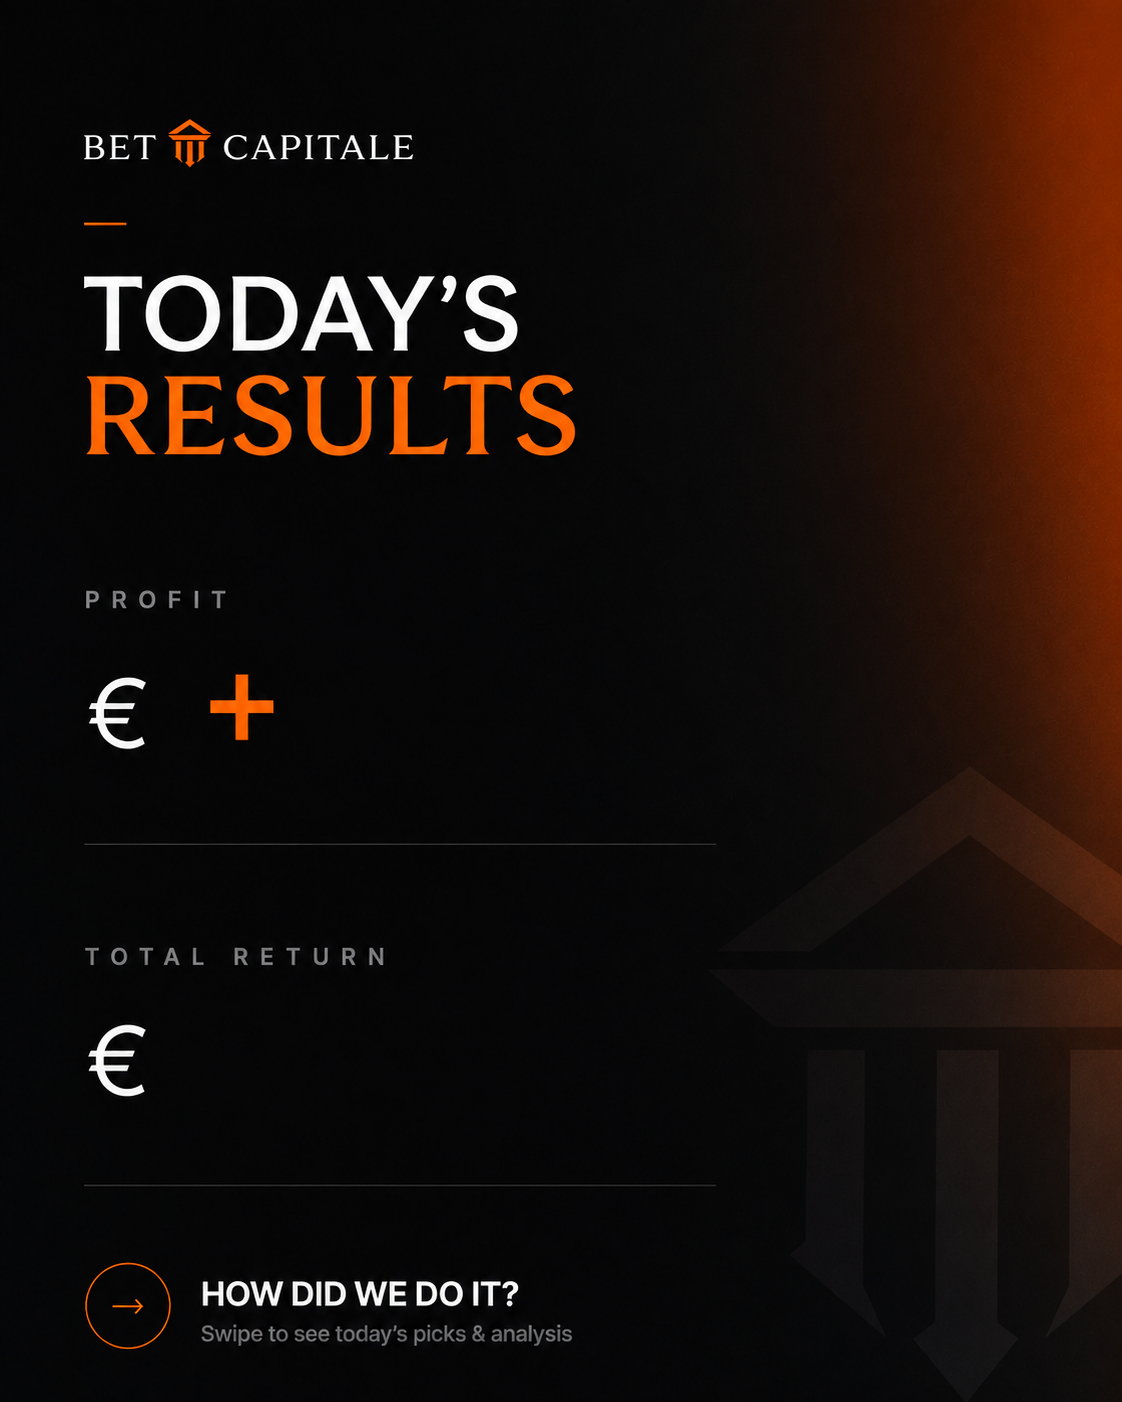 BET CAPITALE
TODAY’S
RESULTS
PROFIT
€ +
TOTAL RETURN
€
→
HOW DID WE DO IT?
Swipe to see today’s picks & analysis